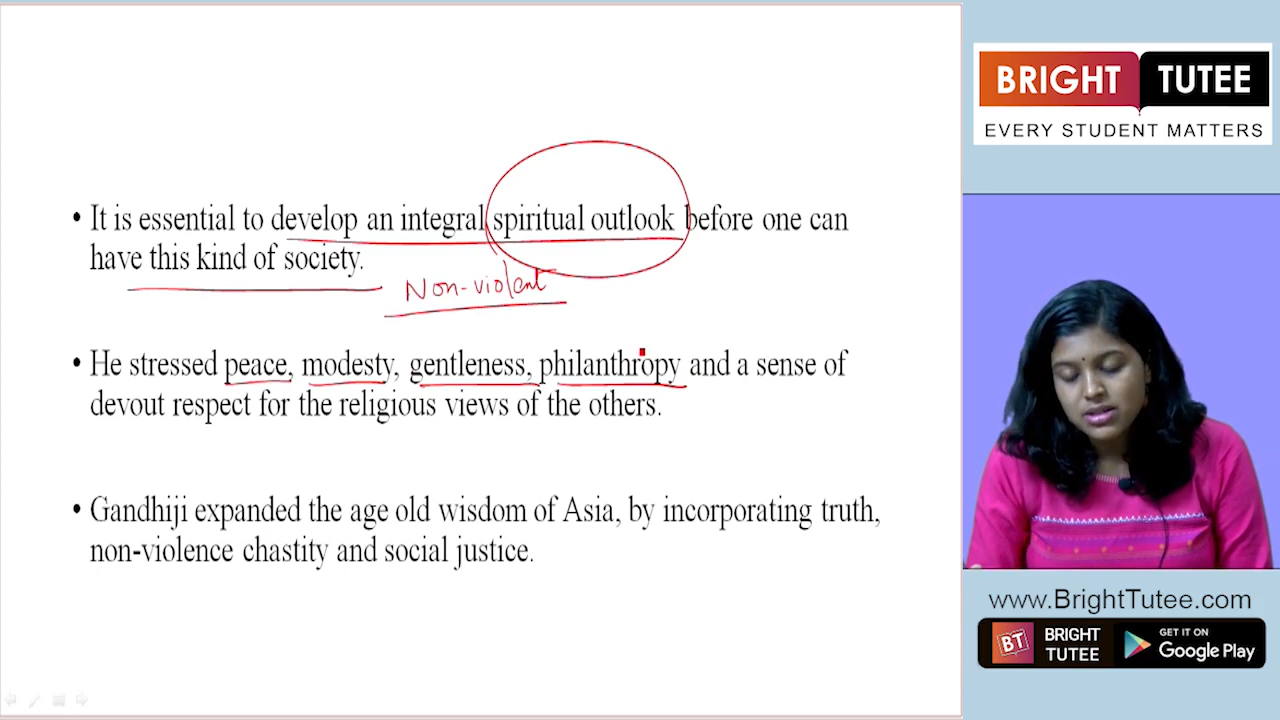 • It is essential to develop an integral spiritual outlook before one can
have this kind of society.
Non-violent
• He stressed peace, modesty, gentleness, philanthropy and a sense of
devout respect for the religious views of the others.
• Gandhiji expanded the age old wisdom of Asia, by incorporating truth,
non-violence chastity and social justice.
BRIGHT TUTEE
EVERY STUDENT MATTERS
www.BrightTutee.com
BT BRIGHT TUTEE
GET IT ON
Google Play